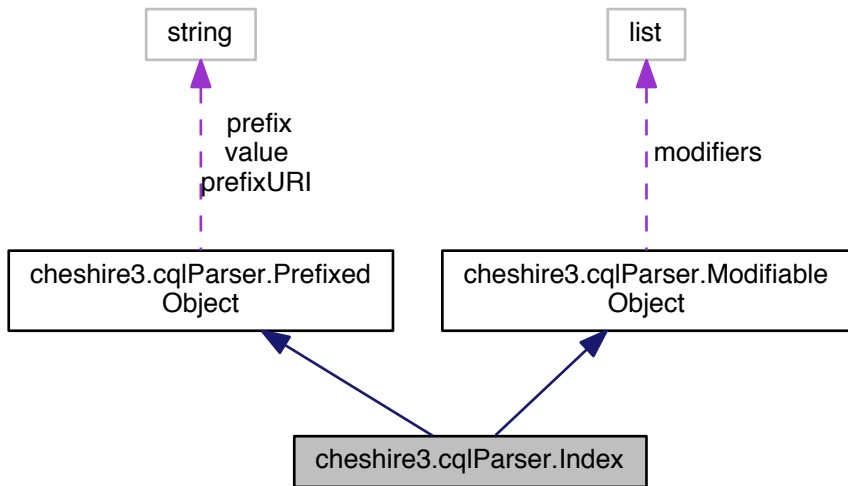 string
list
prefix
value
prefixURI
modifiers
cheshire3.cqlParser.Prefixed
Object
cheshire3.cqlParser.Modifiable
Object
cheshire3.cqlParser.Index